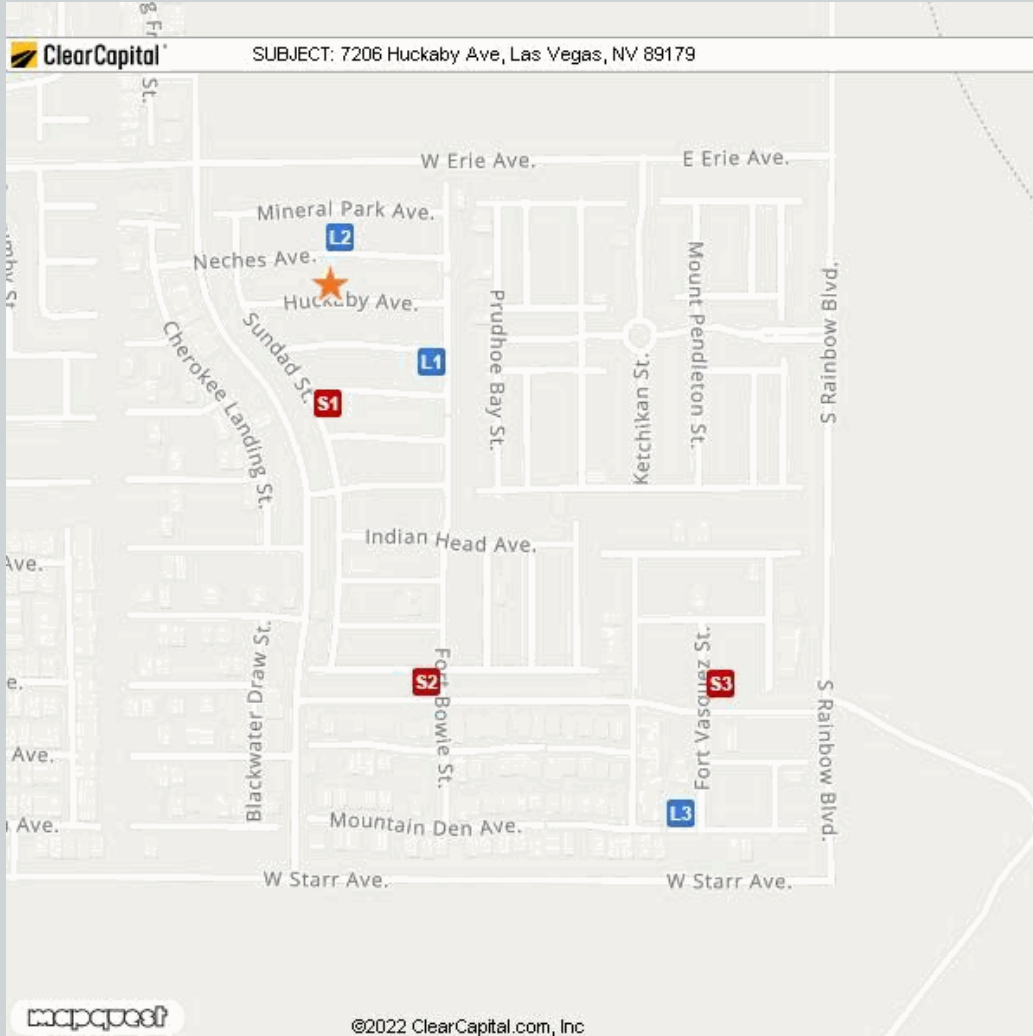 ClearCapital
SUBJECT: 7206 Huckaby Ave, Las Vegas, NV 89179
St.
W Erie Ave.
E Erie Ave.
Mineral Park Ave.
L2
Neches Ave.
Huckaby Ave.
Sundad St.
Cherokee Landing St.
L1
S1
Prudhoe Bay St.
Mount Pendleton St.
Ketchikan St.
S Rainbow Blvd.
Indian Head Ave.
Ave.
Blackwater Draw St.
S2
Fort Bowie St.
Fort Vasquez St.
S3
S Rainbow Blvd.
e.
Ave.
L3
Mountain Den Ave.
Ave.
W Starr Ave.
W Starr Ave.
mapquest
©2022 ClearCapital.com, Inc